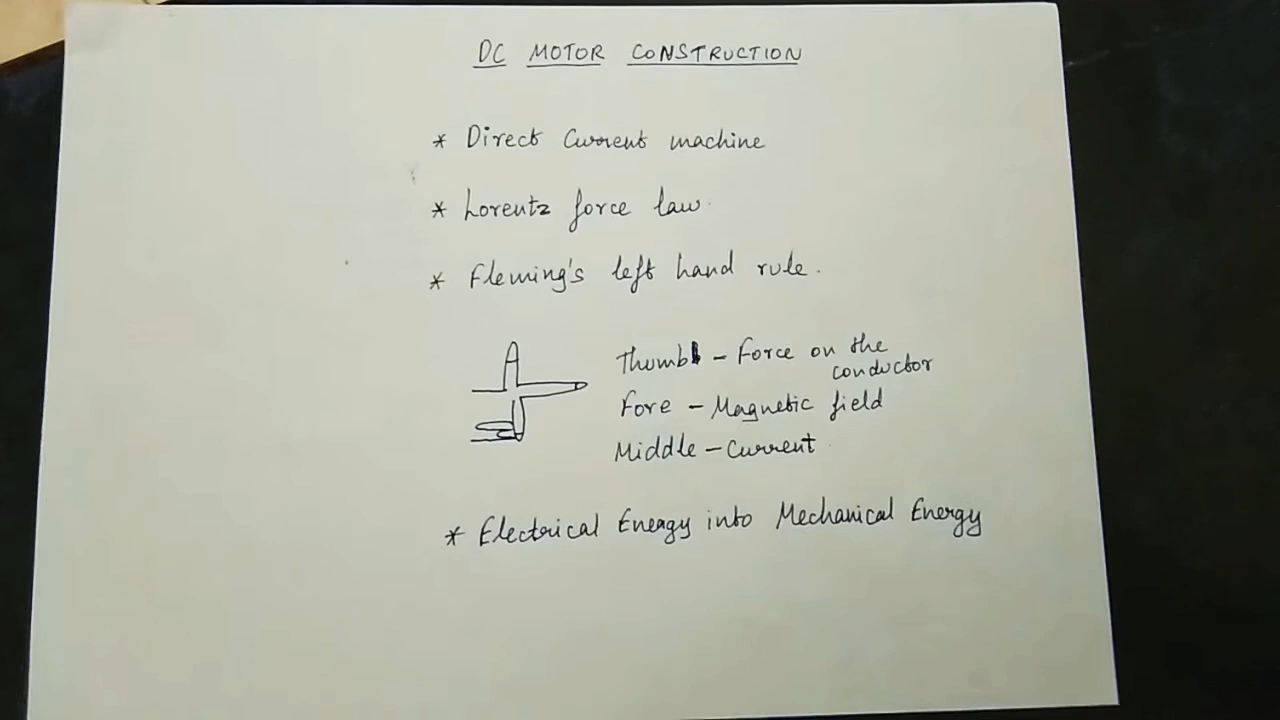 DC MOTOR CONSTRUCTION
* Direct Current machine
* Lorentz force law.
* Fleming's left hand rule.
Thumb - Force on the
conductor
Fore - Magnetic field
Middle - Current
* Electrical Energy into Mechanical Energy